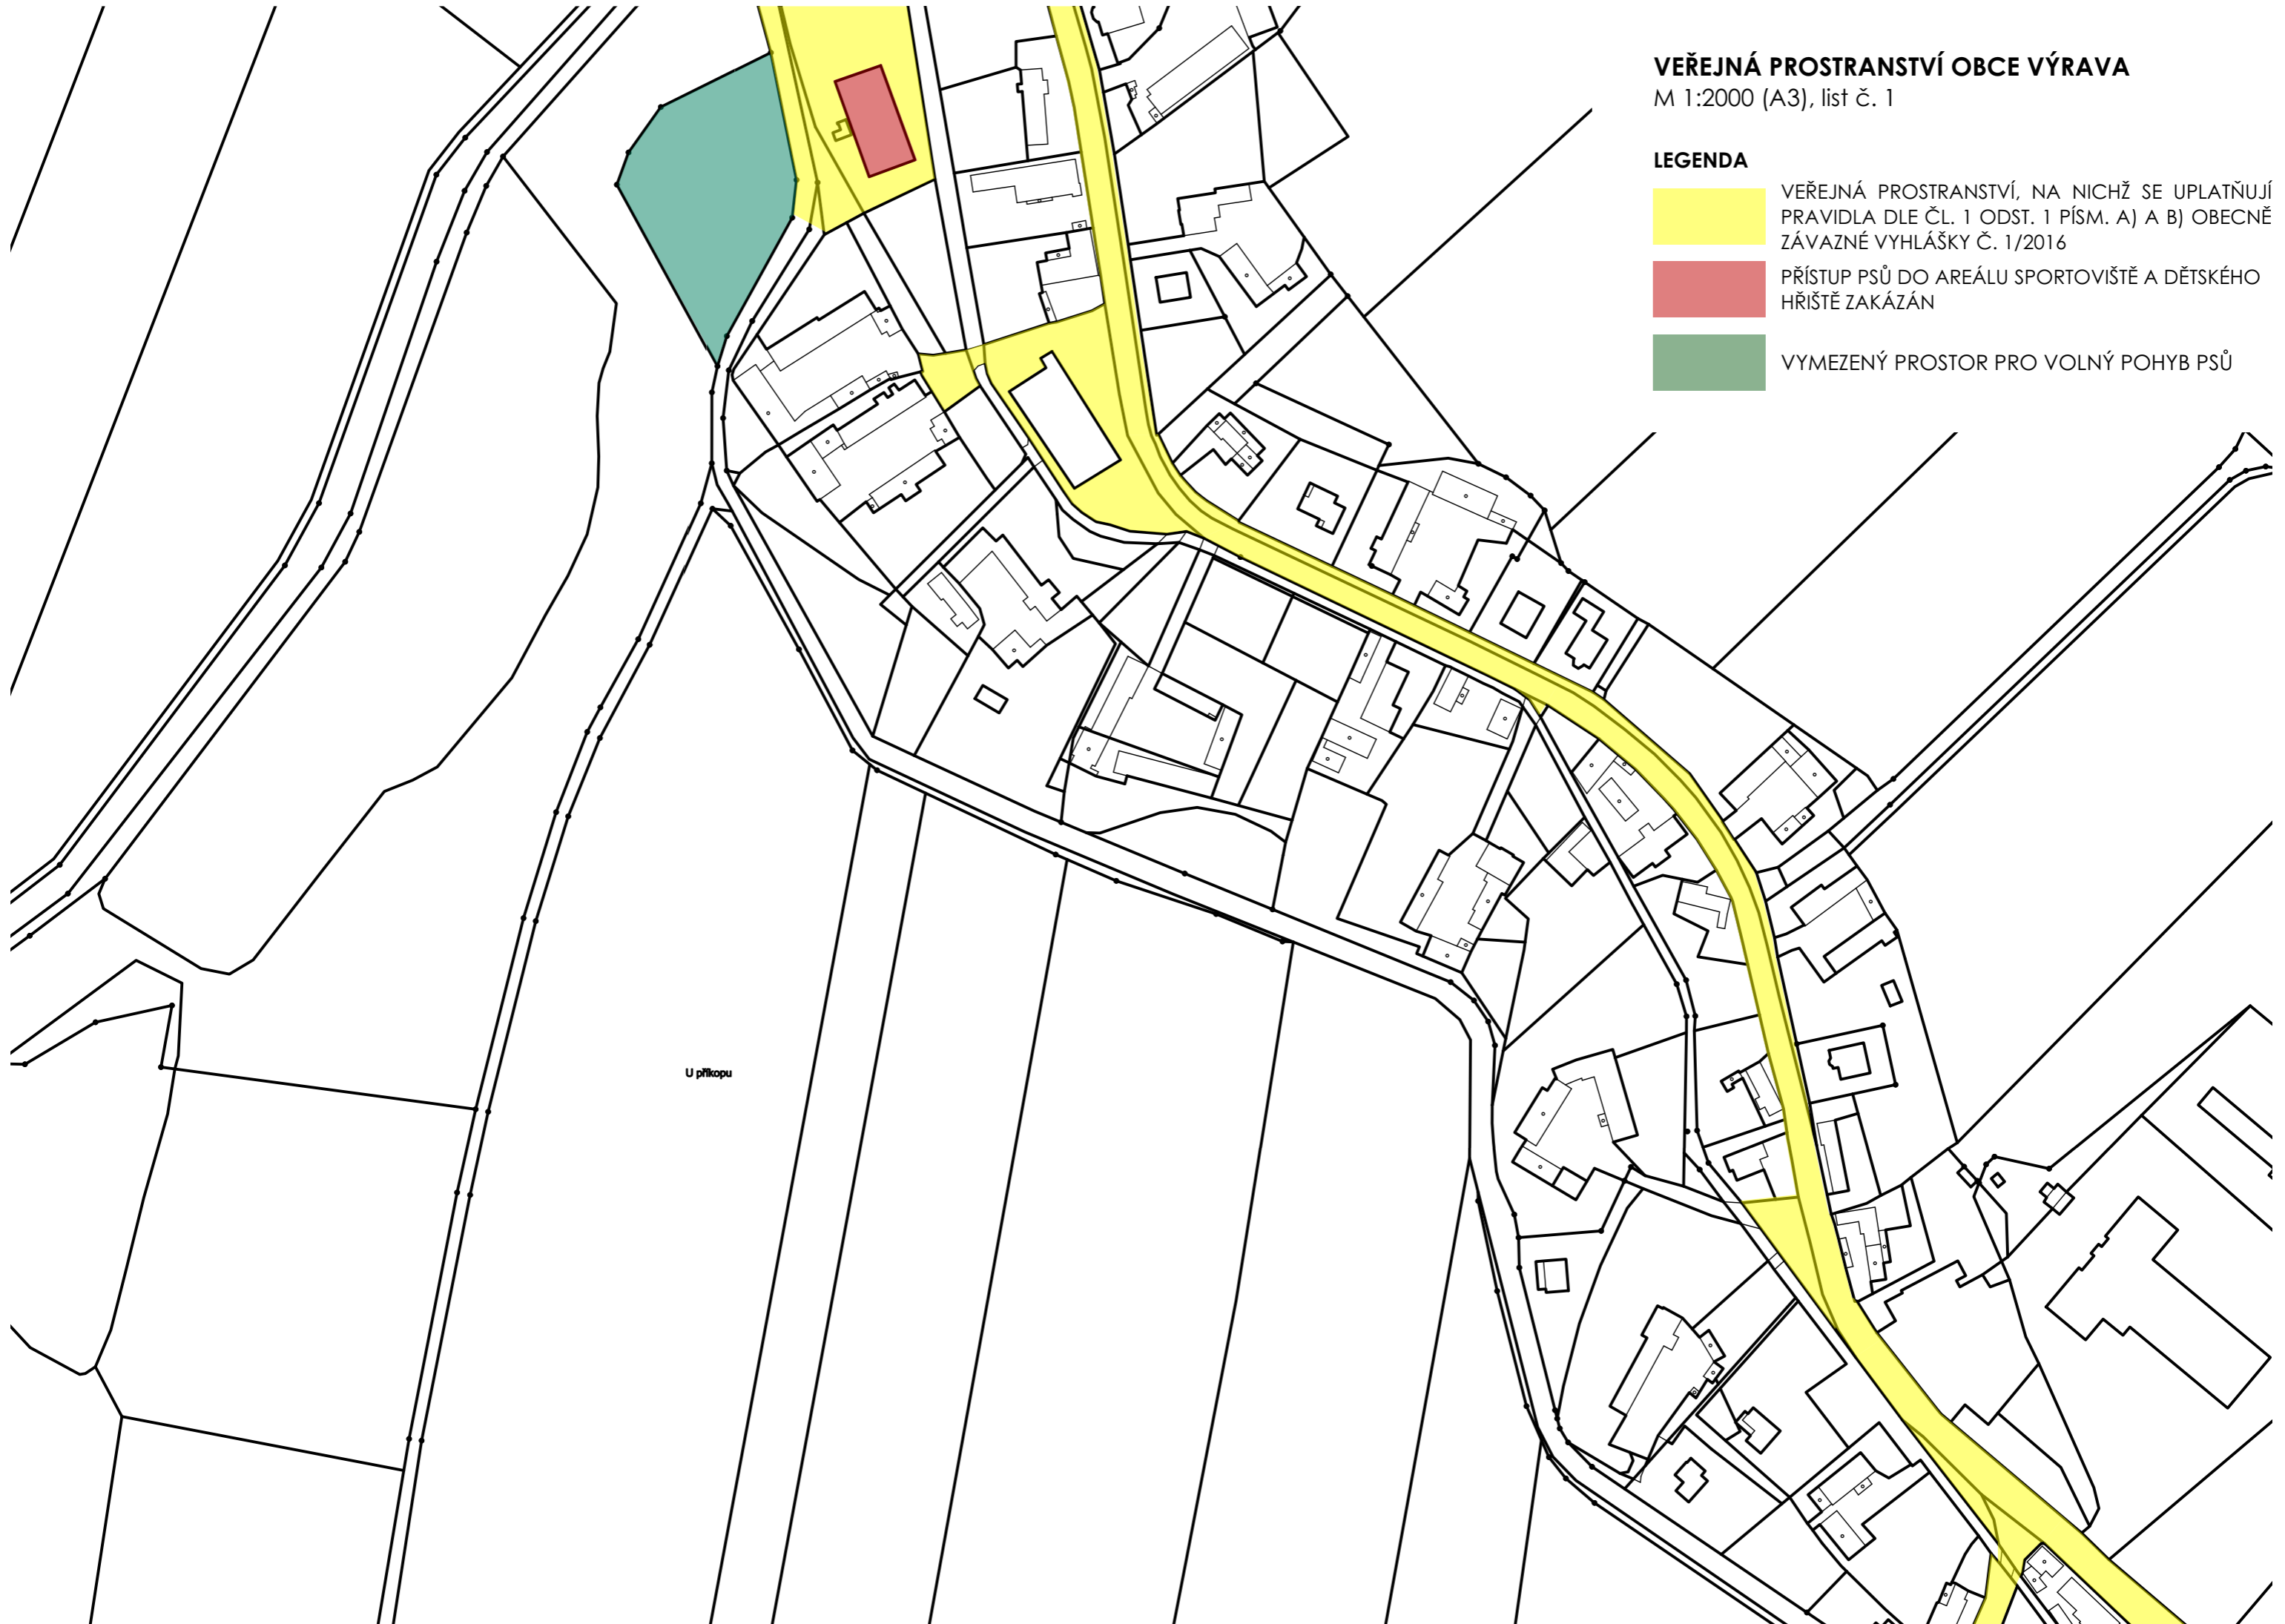 VEŘEJNÁ PROSTRANSTVÍ OBCE VÝRAVA
M 1:2000 (A3), list č. 1
LEGENDA
VEŘEJNÁ PROSTRANSTVÍ, NA NICHŽ SE UPLATŇUJÍ
PRAVIDLA DLE ČL. 1 ODST. 1 PÍSM. A) A B) OBECNĚ
ZÁVAZNÉ VYHLÁŠKY Č. 1/2016
PŘÍSTUP PSŮ DO AREÁLU SPORTOVIŠTĚ A DĚTSKÉHO
HŘIŠTĚ ZAKÁZÁN
VYMEZENÝ PROSTOR PRO VOLNÝ POHYB PSŮ
U příkopu